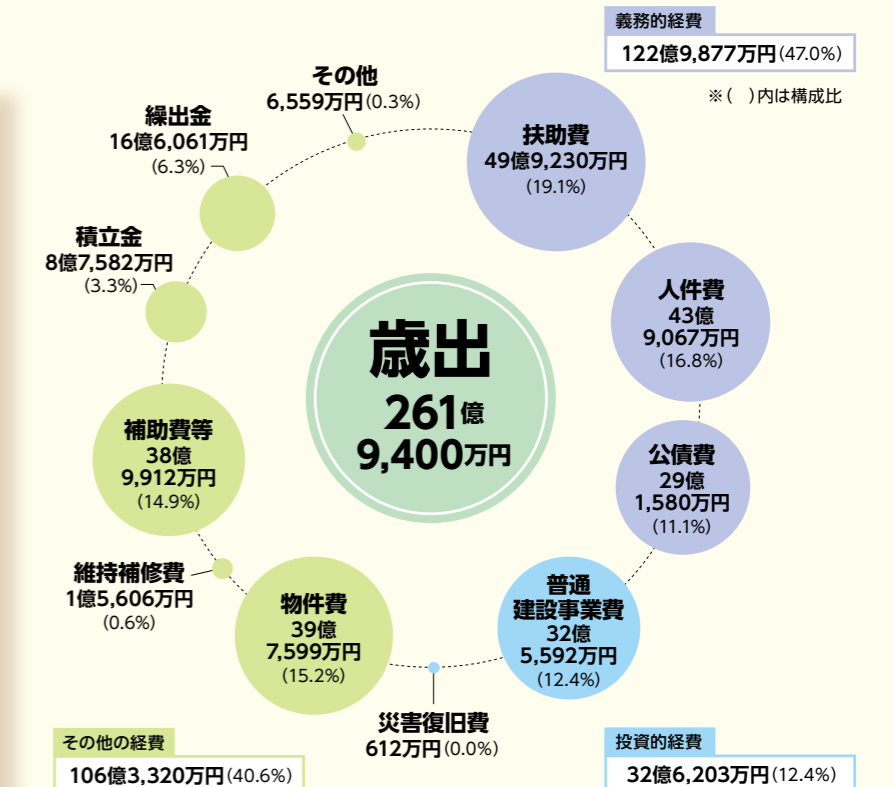 義務的経費
122億9,877万円(47.0%)
※(　)内は構成比
その他
6,559万円(0.3%)
繰出金
16億6,061万円
(6.3%)
積立金
8億7,582万円
(3.3%)
扶助費
49億9,230万円
(19.1%)
人件費
43億
9,067万円
(16.8%)
歳出
261億
9,400万円
補助費等
38億
9,912万円
(14.9%)
公債費
29億
1,580万円
(11.1%)
維持補修費
1億5,606万円
(0.6%)
物件費
39億
7,599万円
(15.2%)
普通
建設事業費
32億
5,592万円
(12.4%)
災害復旧費
612万円(0.0%)
その他の経費
106億3,320万円(40.6%)
投資的経費
32億6,203万円(12.4%)